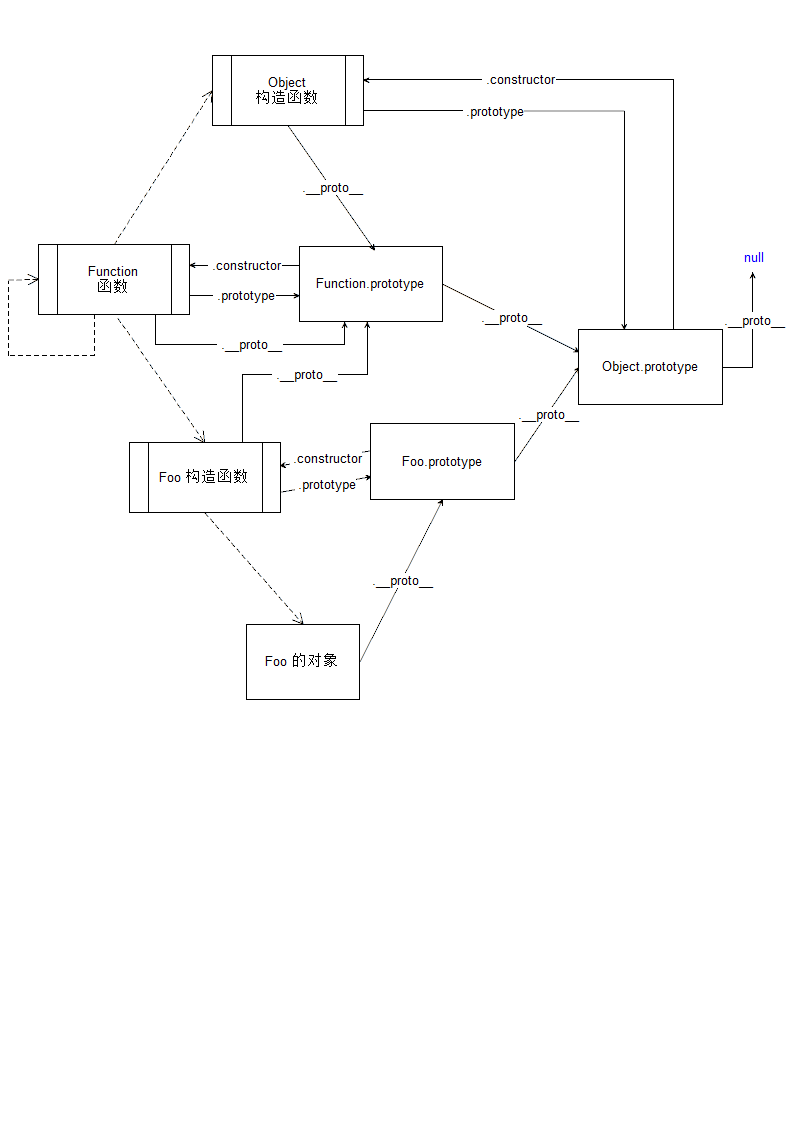 Object
构造函数
.constructor
.prototype
.__proto__
Function
函数
.constructor
.prototype
.__proto__
Function.prototype
null
.__proto__
.__proto__
Object.prototype
.__proto__
.__proto__
Foo 构造函数
.constructor
.prototype
Foo.prototype
.__proto__
Foo 的对象